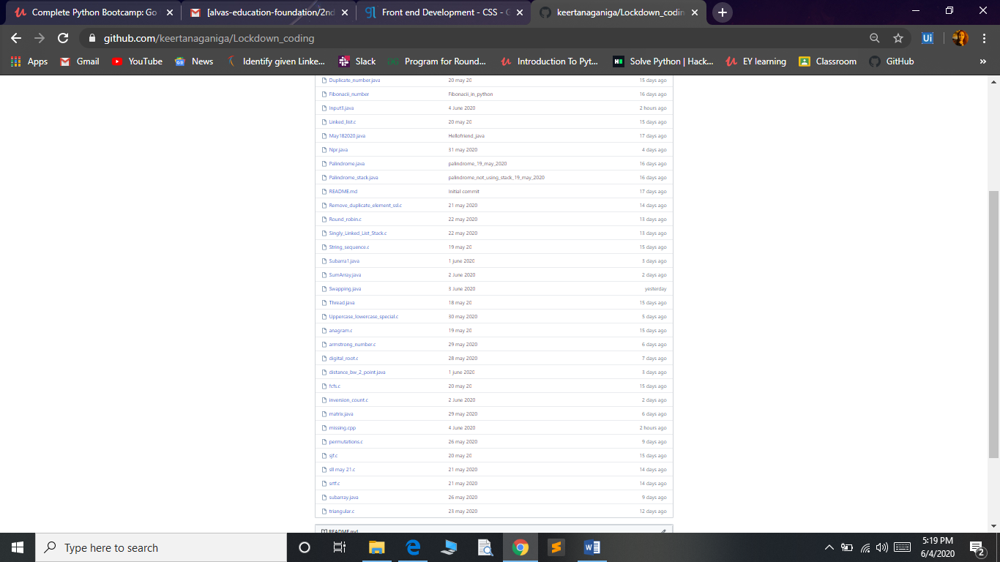 Complete Python Bootcamp: Go
[alvas-education-foundation/2nd
Front end Development - CSS - G
keertanaganiga/Lockdown_coding
github.com/keertanaganiga/Lockdown_coding
Apps Gmail YouTube News Identify given Linke... Slack Program for Round... Introduction To Pyt... Solve Python | Hack... EY learning Classroom GitHub »
Duplicate_number.java 20 may 20 15 days ago
Fibonacii_number Fibonacii_in_python 16 days ago
Input3.java 4 June 2020 2 hours ago
Linked_list.c 20 may 20 15 days ago
May182020.java Hellofriend_java 17 days ago
Npr.java 31 may 2020 4 days ago
Palindrome.java palindrome_19_may_2020 16 days ago
Palindrome_stack.java palindrome_not_using_stack_19_may_2020 16 days ago
README.md Initial commit 17 days ago
Remove_duplicate_element_ssl.c 21 may 2020 14 days ago
Round_robin.c 22 may 2020 13 days ago
Singly_Linked_List_Stack.c 22 may 2020 13 days ago
String_sequence.c 19 may 20 15 days ago
Subarra1.java 1 june 2020 3 days ago
SumArray.java 2 June 2020 2 days ago
Swapping.java 3 June 2020 yesterday
Thread.java 18 may 20 15 days ago
Uppercase_lowercase_special.c 30 may 2020 5 days ago
anagram.c 19 may 20 15 days ago
armstrong_number.c 29 may 2020 6 days ago
digital_root.c 28 may 2020 7 days ago
distance_bw_2_point.java 1 june 2020 3 days ago
fcfs.c 20 may 20 15 days ago
inversion_count.c 2 June 2020 2 days ago
matrix.java 29 may 2020 6 days ago
missing.cpp 4 June 2020 2 hours ago
permutations.c 26 may 2020 9 days ago
sjf.c 20 may 20 15 days ago
sll may 21.c 21 may 2020 14 days ago
srtf.c 21 may 2020 14 days ago
subarray.java 26 may 2020 9 days ago
triangular.c 23 may 2020 12 days ago
README.md
Type here to search
5:19 PM
6/4/2020
2